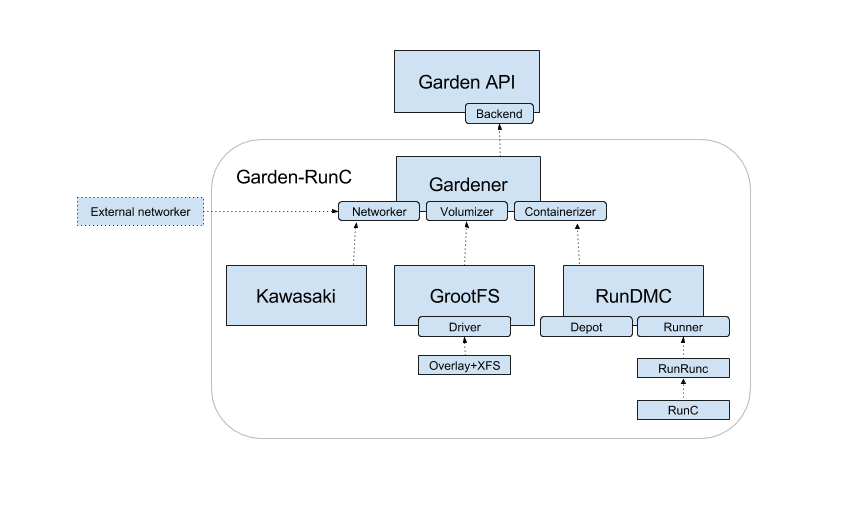 Garden API
Backend
Garden-RunC
Gardener
External networker
Networker
Volumizer
Containerizer
Kawasaki
GrootFS
RunDMC
Driver
Depot
Runner
Overlay+XFS
RunRunc
RunC